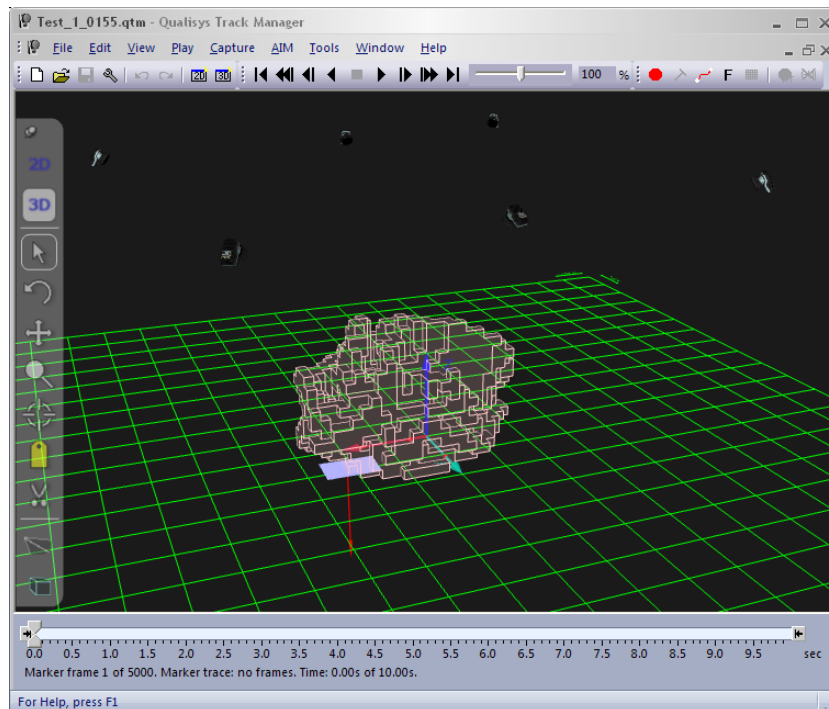 Test_1_0155.qtm - Qualisys Track Manager
File Edit View Play Capture AIM Tools Window Help
2D 3D 100 % F
2D
3D
0.0 0.5 1.0 1.5 2.0 2.5 3.0 3.5 4.0 4.5 5.0 5.5 6.0 6.5 7.0 7.5 8.0 8.5 9.0 9.5 sec
Marker frame 1 of 5000. Marker trace: no frames. Time: 0.00s of 10.00s.
For Help, press F1